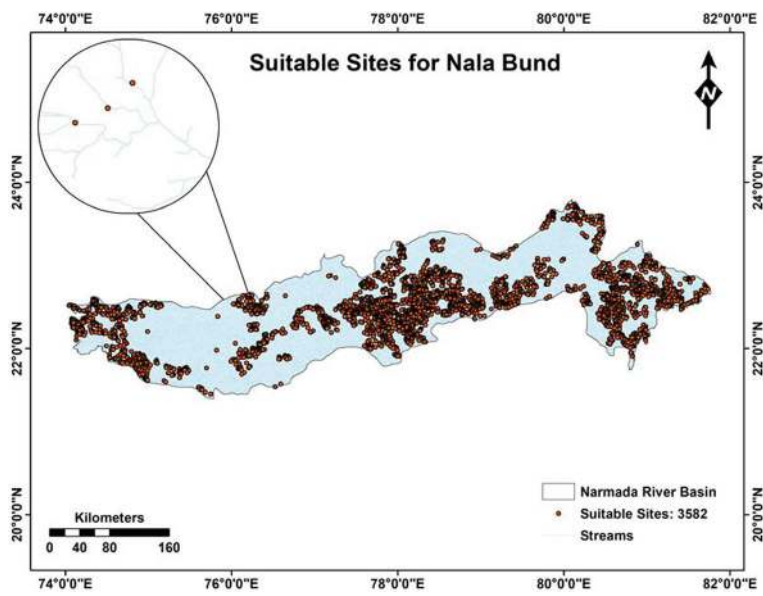 74°0'0"E 76°0'0"E 78°0'0"E 80°0'0"E 82°0'0"E
Suitable Sites for Nala Bund
N
24°0'0"N 24°0'0"N
22°0'0"N 22°0'0"N
20°0'0"N 20°0'0"N
Kilometers
0 40 80 160
Narmada River Basin
Suitable Sites: 3582
Streams
74°0'0"E 76°0'0"E 78°0'0"E 80°0'0"E 82°0'0"E